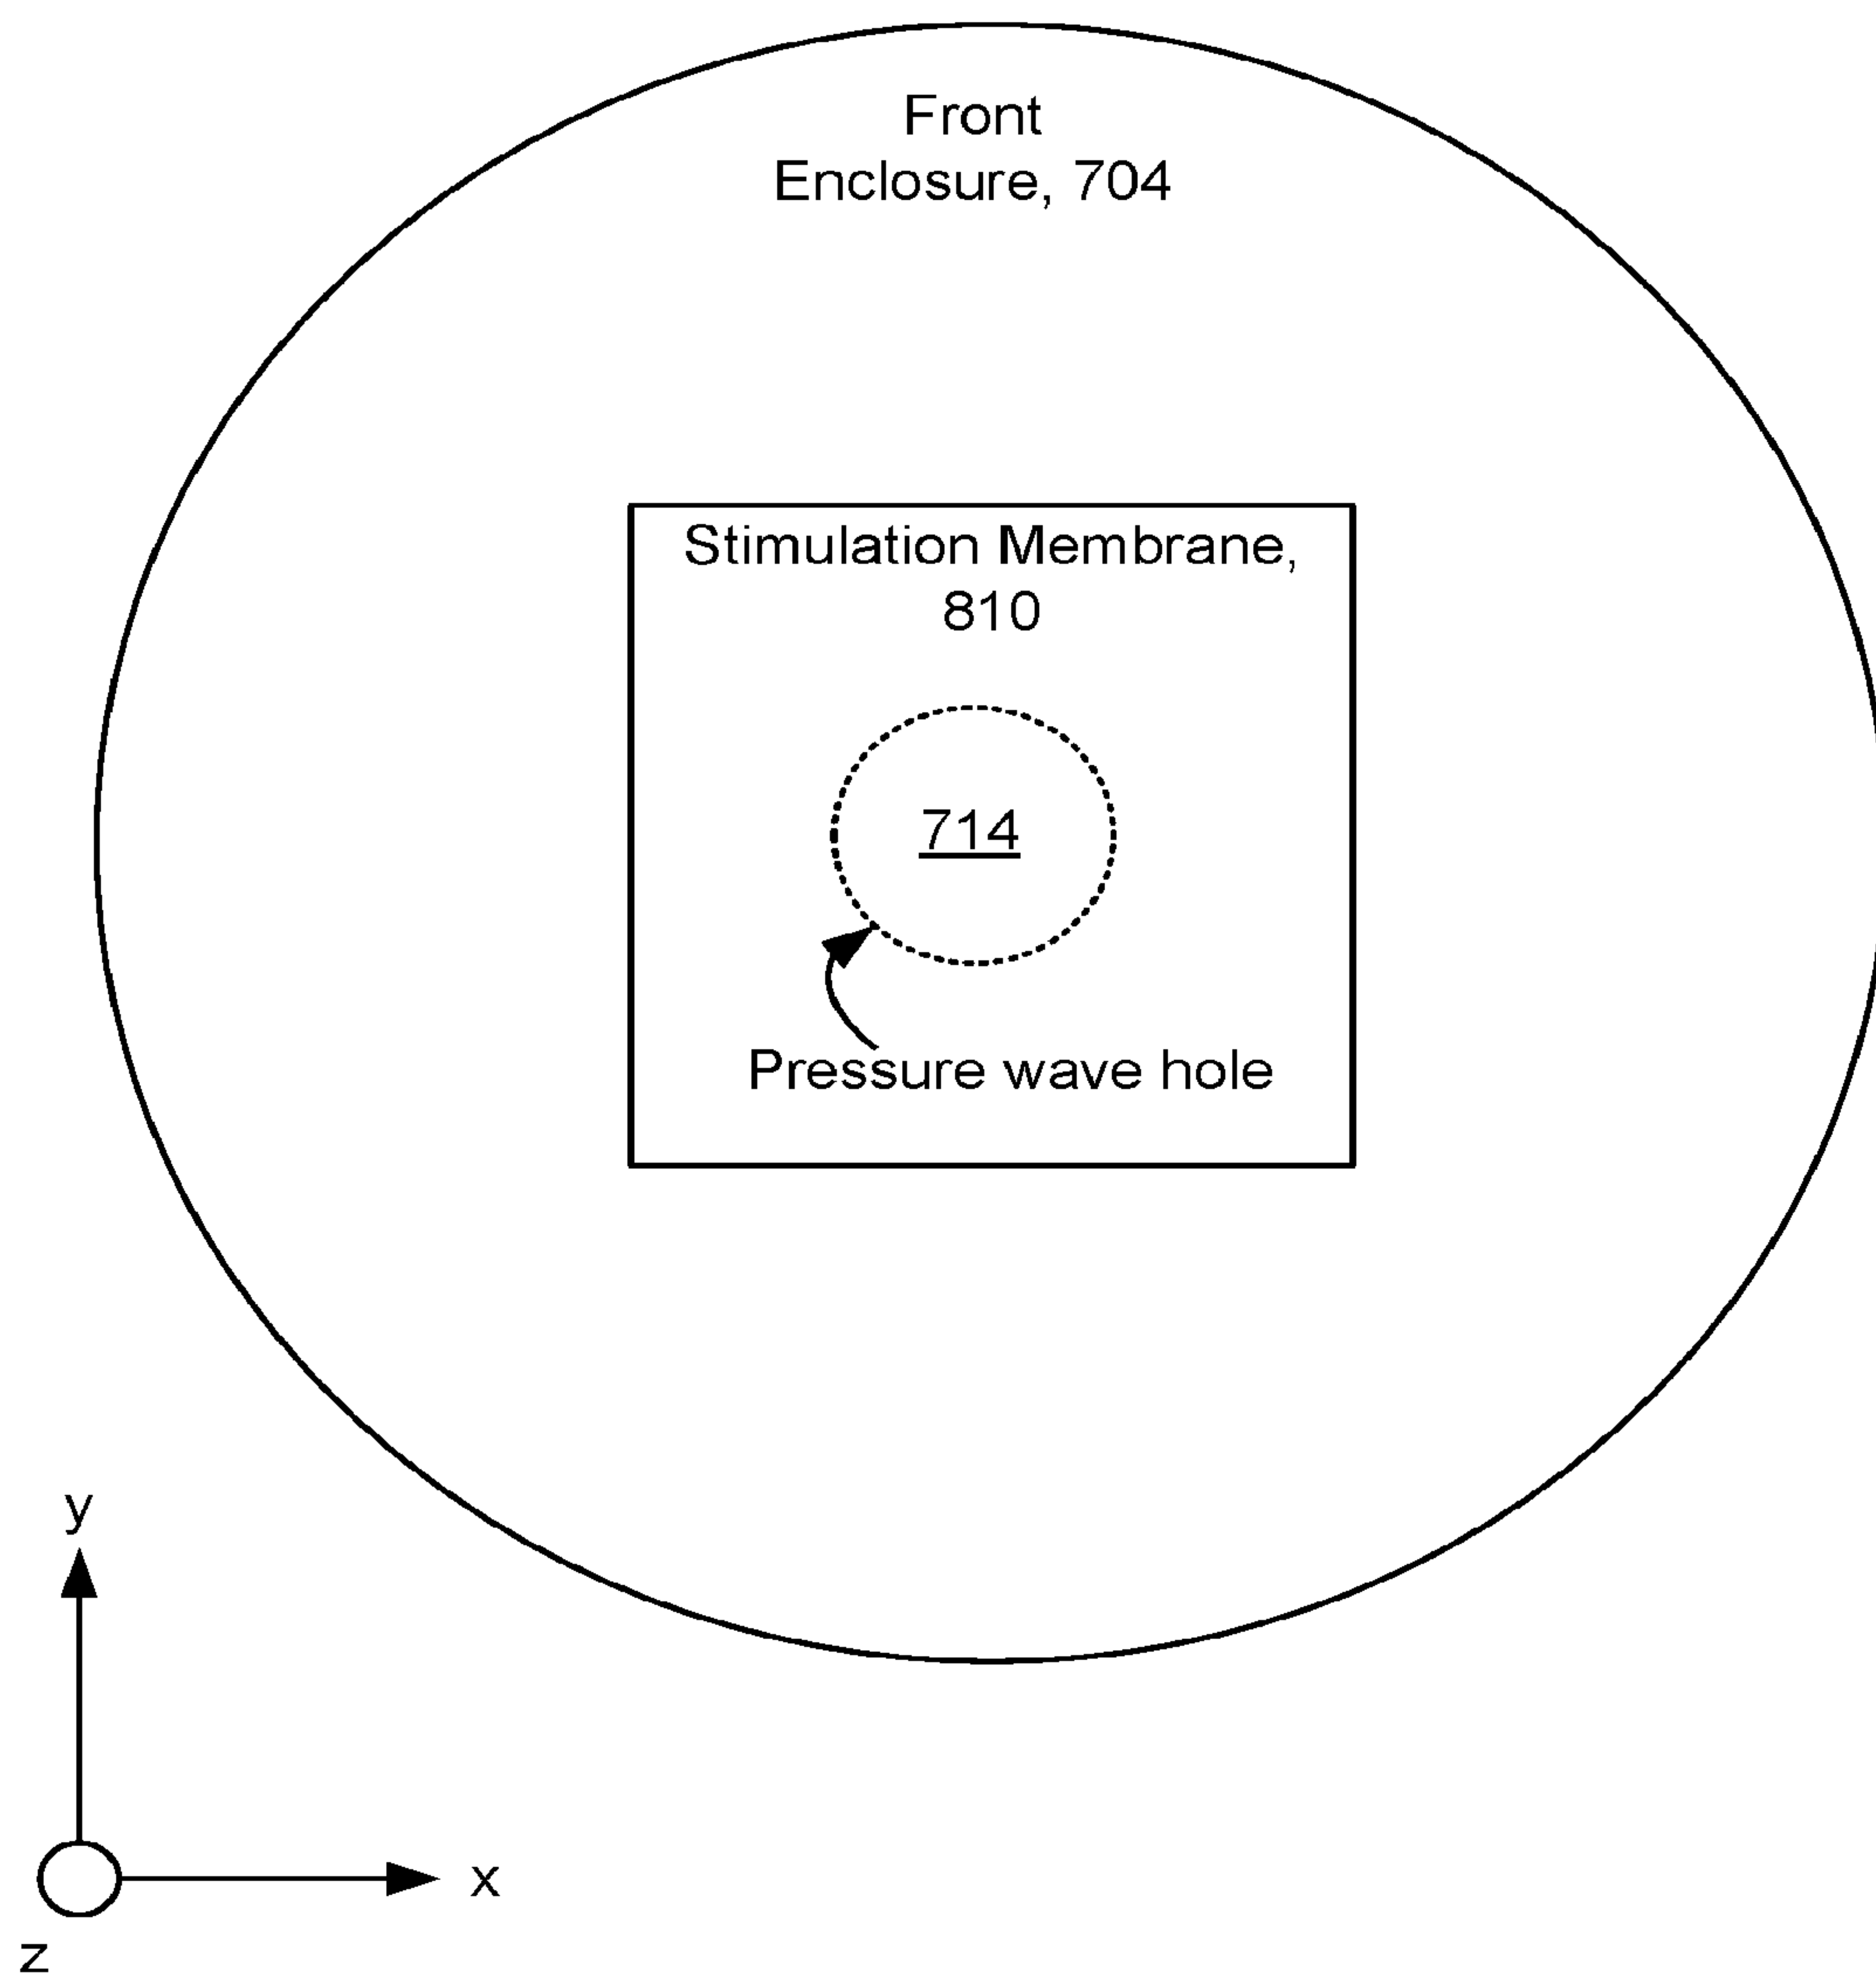 Front
Enclosure, 704
Stimulation Membrane,
810
714
Pressure wave hole
y
x
z